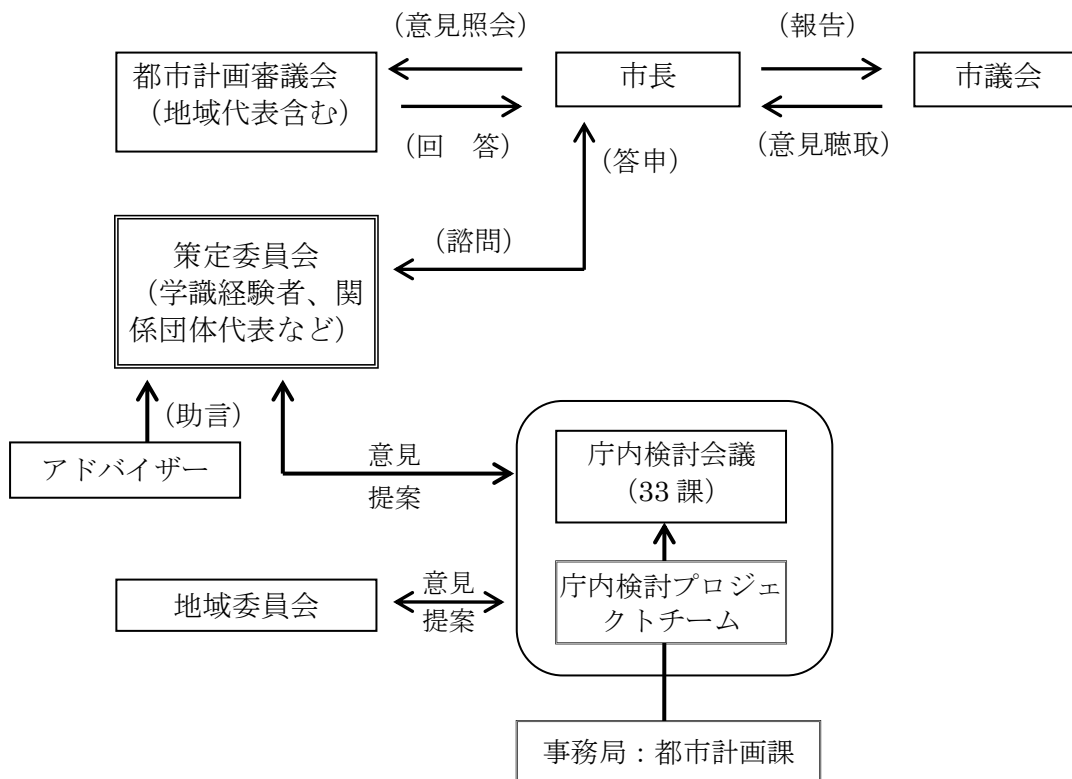 (意見照会)
(報告)
都市計画審議会
(地域代表含む)
市長
市議会
(回 答)
(答申)
(意見聴取)
(諮問)
策定委員会
(学識経験者、関
係団体代表など)
(助言)
アドバイザー
意見
提案
庁内検討会議
(33 課)
地域委員会
意見
提案
庁内検討プロジェ
クトチーム
事務局:都市計画課